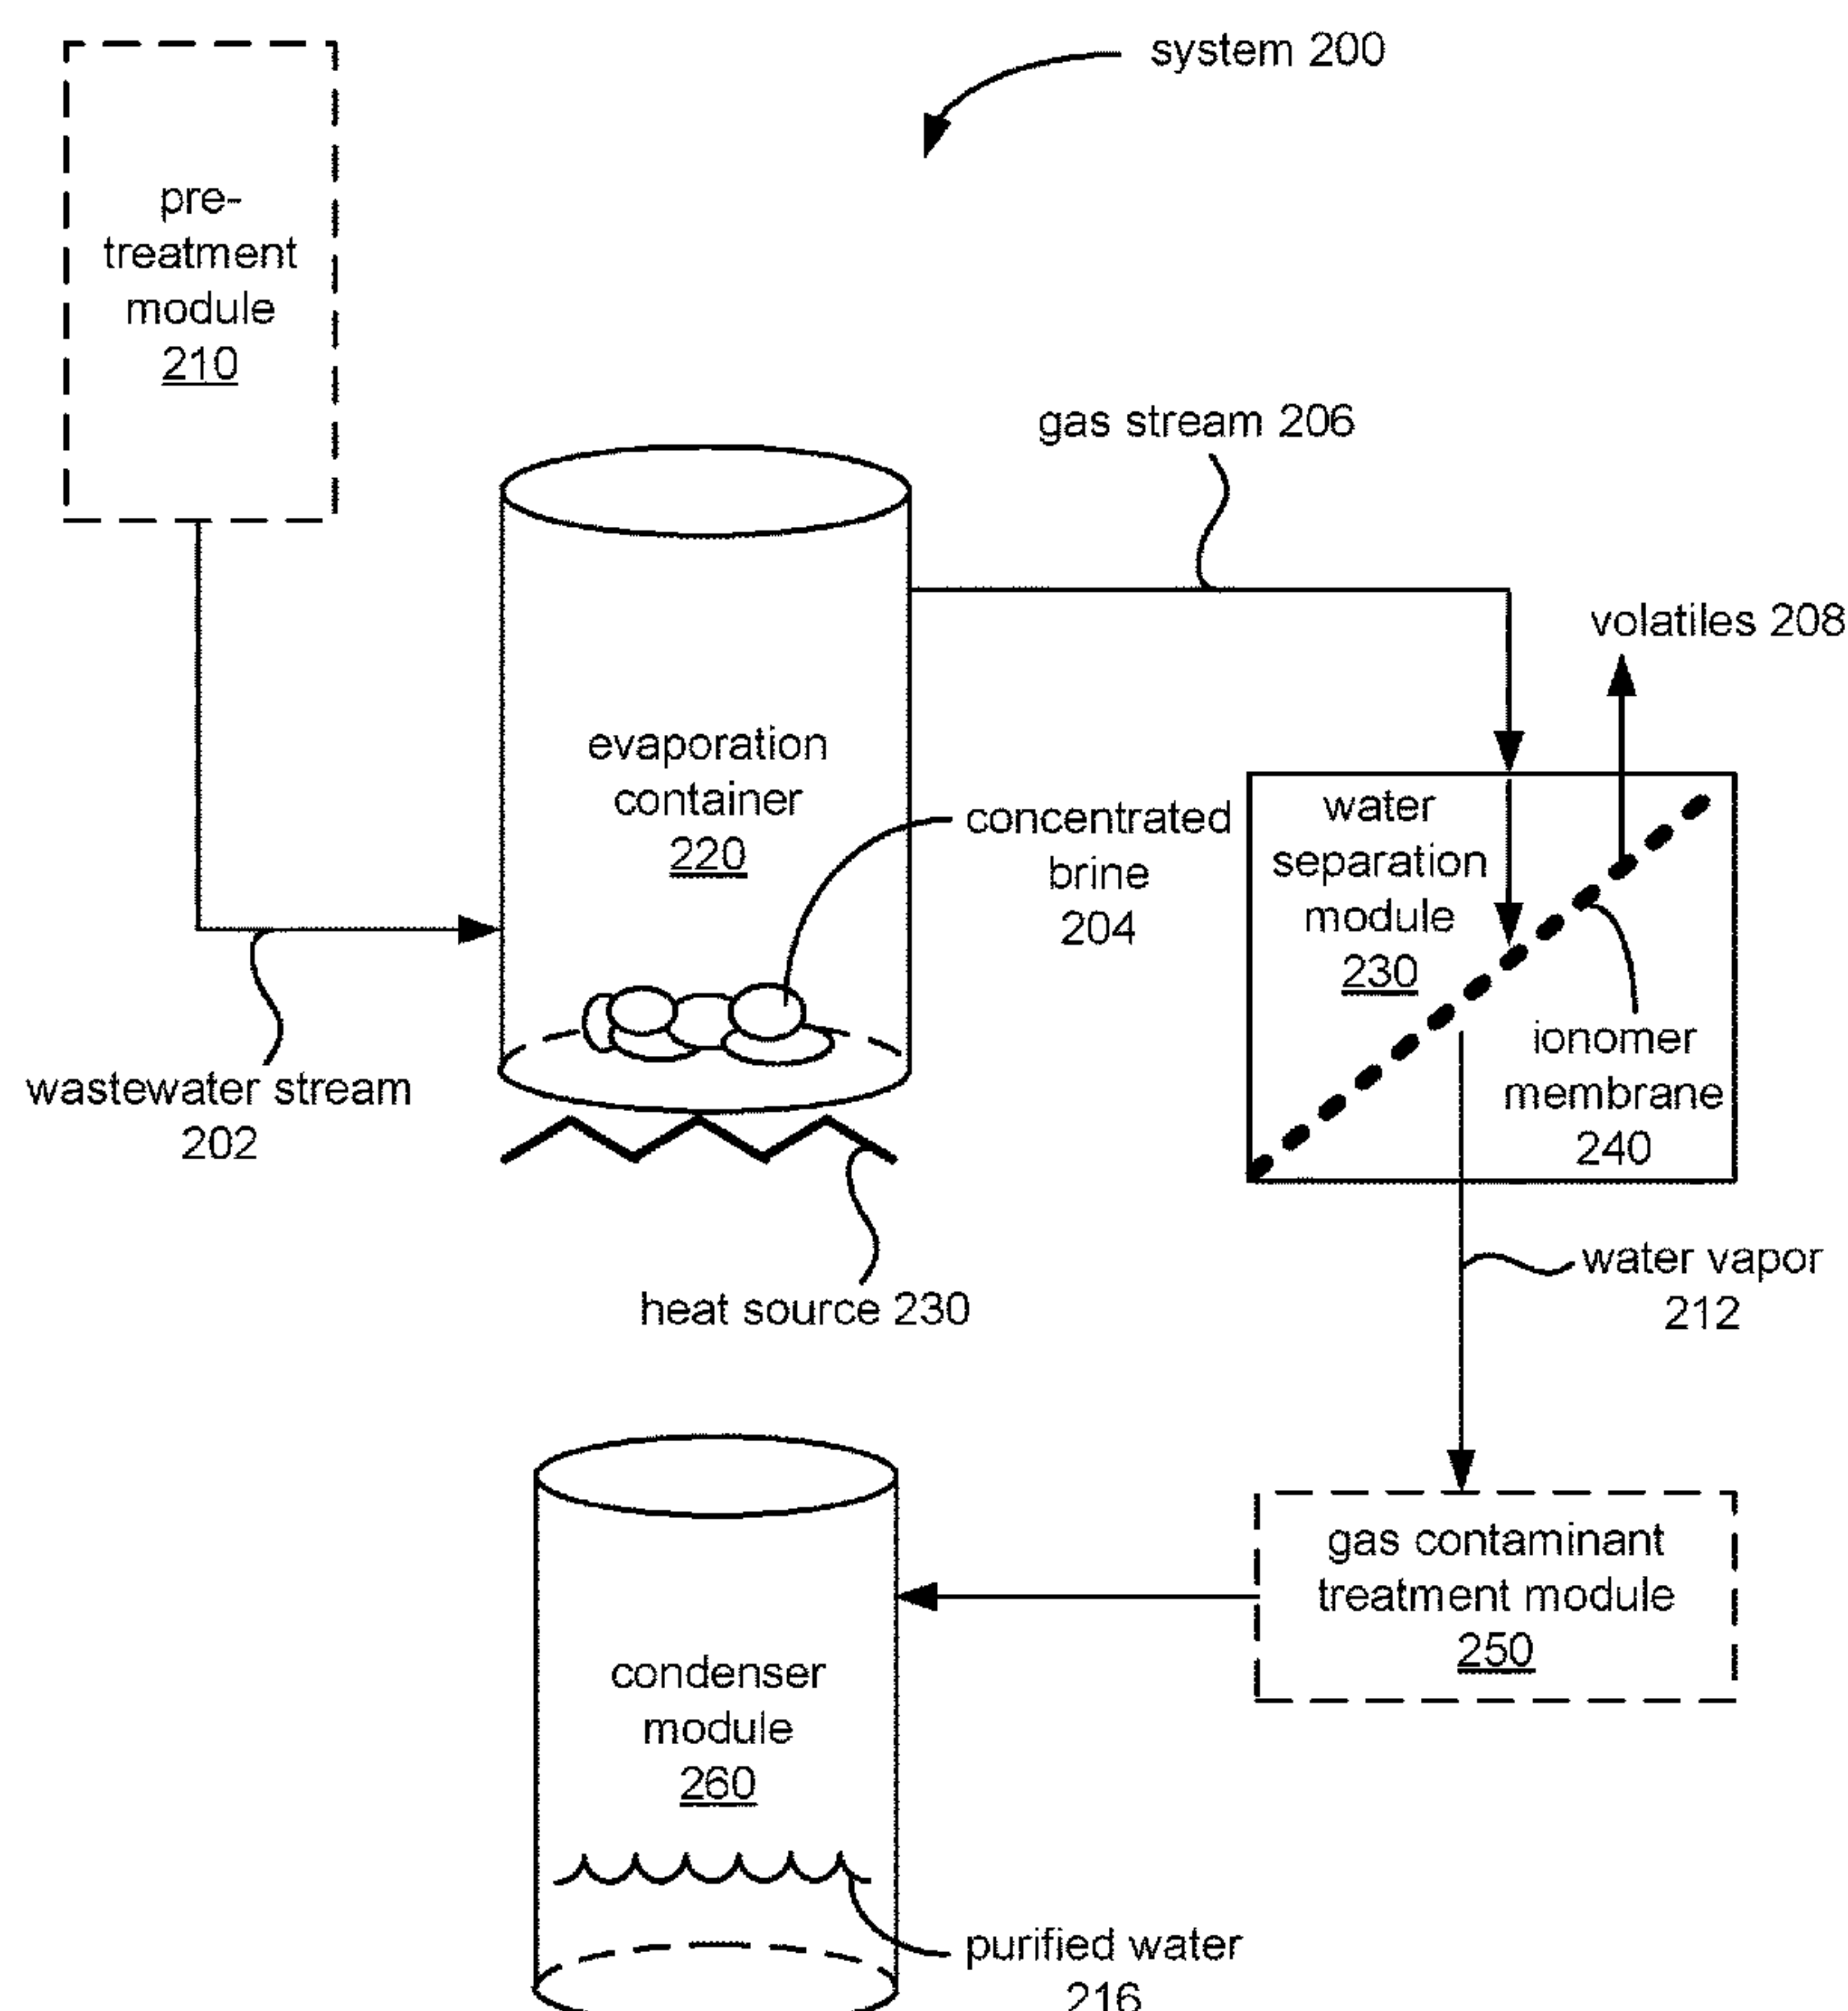 system 200
pre-
treatment
module
210
gas stream 206
volatiles 208
evaporation
container
220
concentrated
brine
204
water
separation
module
230
ionomer
membrane
240
wastewater stream
202
heat source 230
water vapor
212
gas contaminant
treatment module
250
condenser
module
260
purified water
216